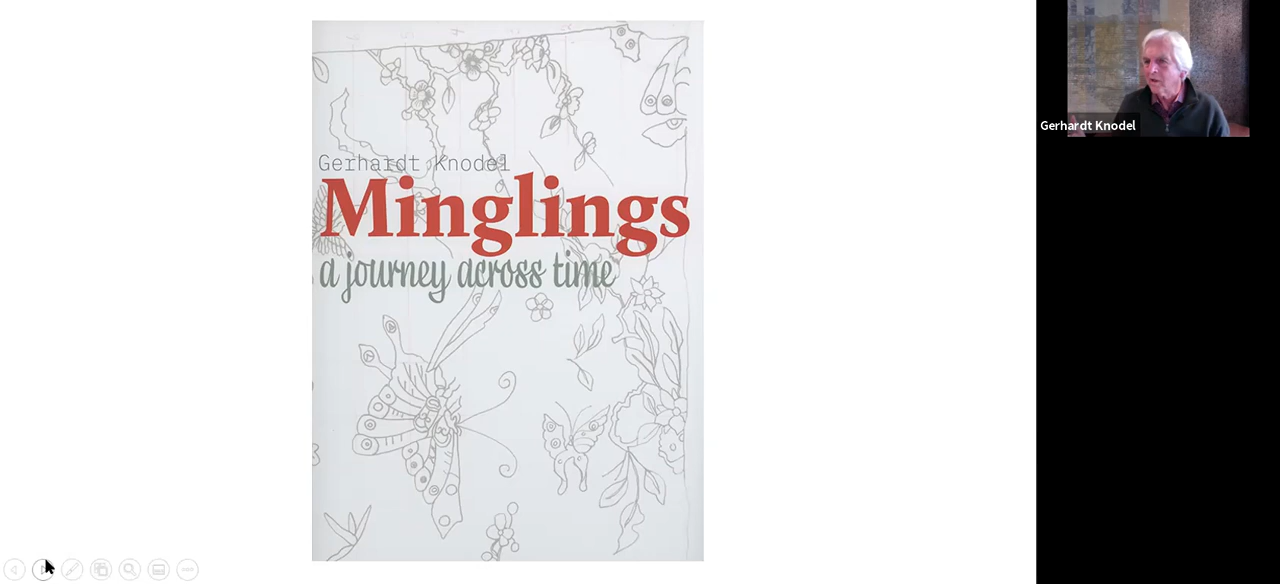 Gerhardt Knodel
Minglings
a journey across time
Gerhardt Knodel